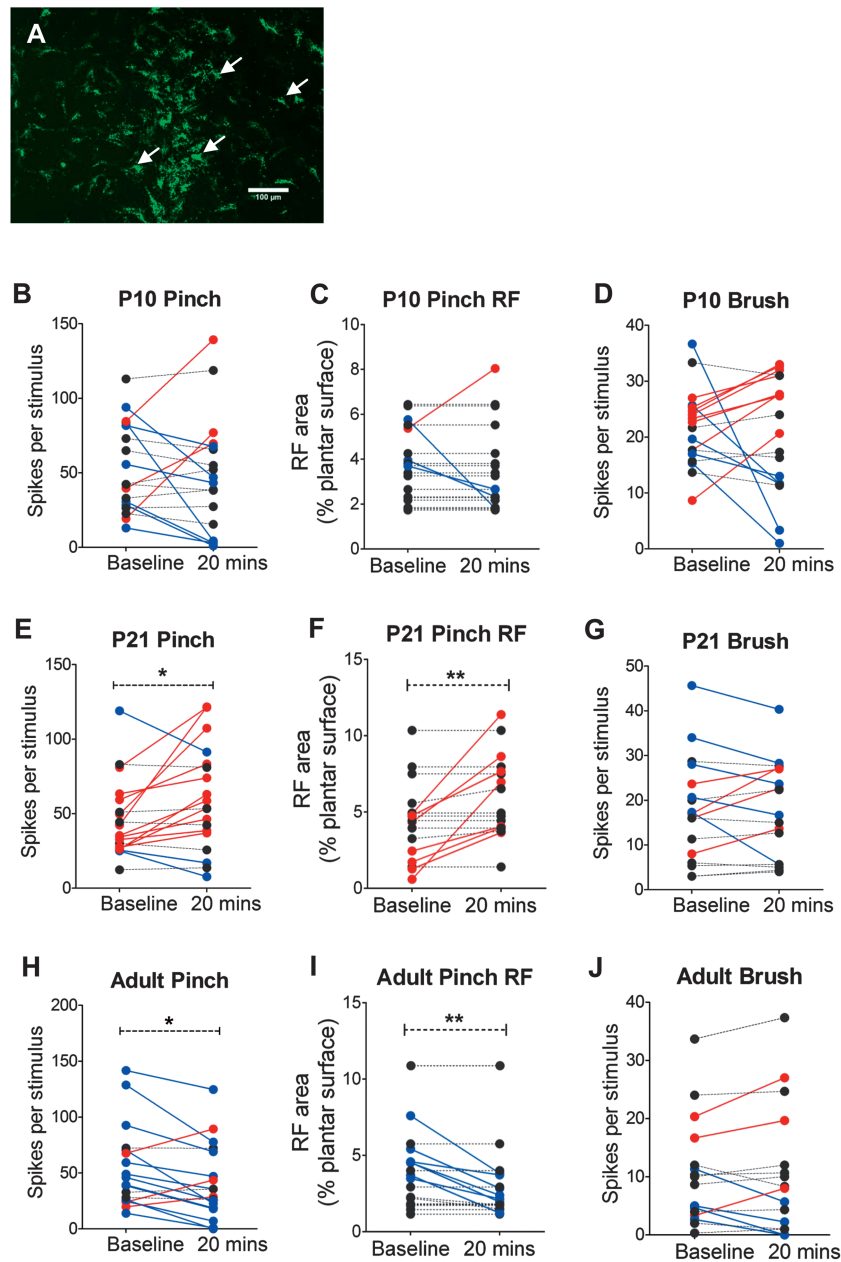 A
100 µm
B
P10 Pinch
Spikes per stimulus
150
100
50
0
Baseline 20 mins
C
P10 Pinch RF
RF area
(% plantar surface)
10
8
6
4
2
0
Baseline 20 mins
D
P10 Brush
Spikes per stimulus
40
30
20
10
0
Baseline 20 mins
E
P21 Pinch
Spikes per stimulus
150
100
50
0
*
Baseline 20 mins
F
P21 Pinch RF
RF area
(% plantar surface)
15
10
5
0
**
Baseline 20 mins
G
P21 Brush
Spikes per stimulus
50
40
30
20
10
0
Baseline 20 mins
H
Adult Pinch
Spikes per stimulus
200
150
100
50
0
*
Baseline 20 mins
I
Adult Pinch RF
RF area
(% plantar surface)
15
10
5
0
**
Baseline 20 mins
J
Adult Brush
Spikes per stimulus
40
30
20
10
0
Baseline 20 mins